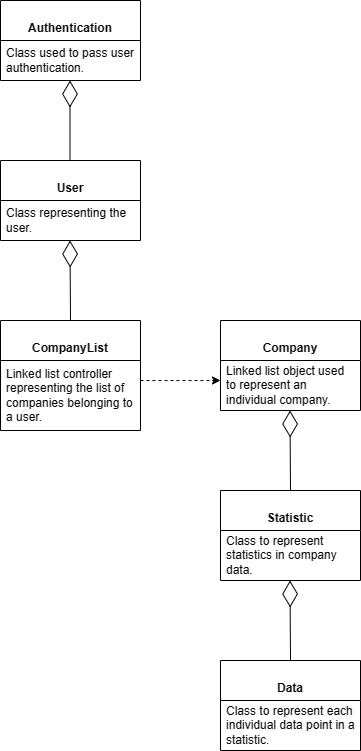 Authentication
Class used to pass user
authentication.
User
Class representing the
user.
CompanyList
Linked list controller
representing the list of
companies belonging to
a user.
Company
Linked list object used
to represent an
individual company.
Statistic
Class to represent
statistics in company
data.
Data
Class to represent each
individual data point in a
statistic.